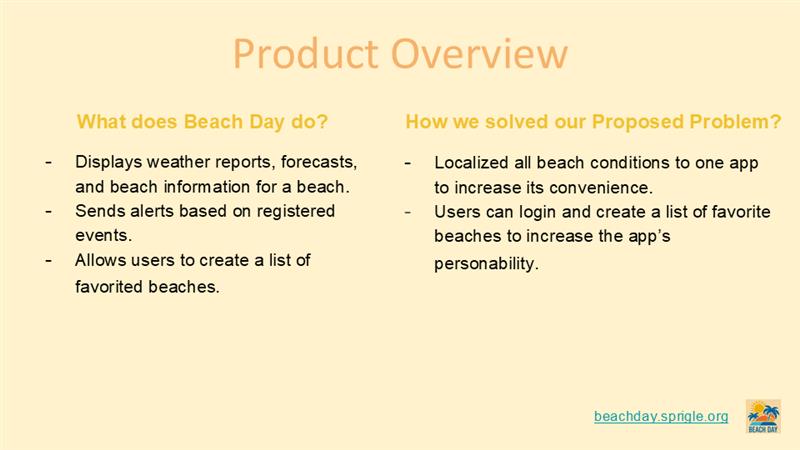 Product Overview
What does Beach Day do?
- Displays weather reports, forecasts,
and beach information for a beach.
- Sends alerts based on registered
events.
- Allows users to create a list of
favorited beaches.
How we solved our Proposed Problem?
- Localized all beach conditions to one app
to increase its convenience.
- Users can login and create a list of favorite
beaches to increase the app’s
personability.
beachday.sprigle.org
BEACH DAY